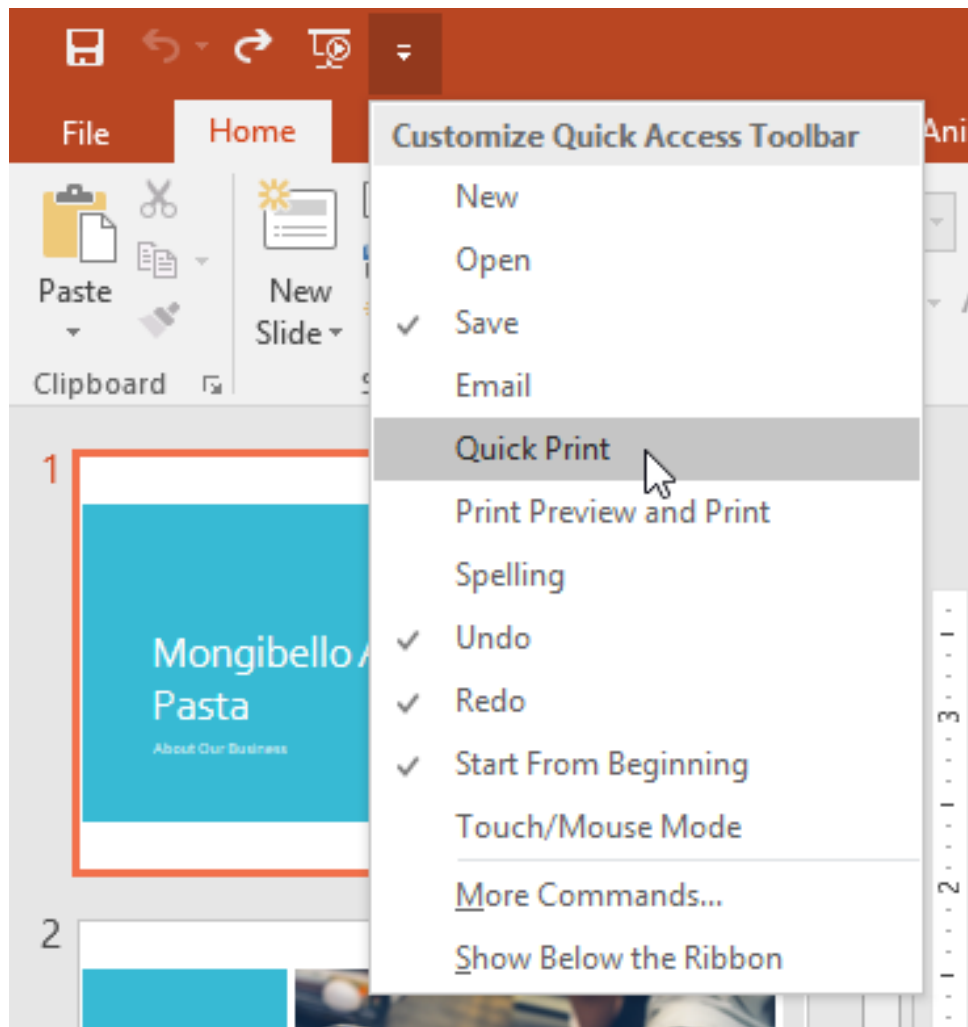 File
Home
Ani
Paste
New
Slide
Clipboard
Customize Quick Access Toolbar
New
Open
Save
Email
Quick Print
Print Preview and Print
Spelling
Undo
Redo
Start From Beginning
Touch/Mouse Mode
More Commands...
Show Below the Ribbon
1
Mongibello A
Pasta
About Our Business
2
3
2